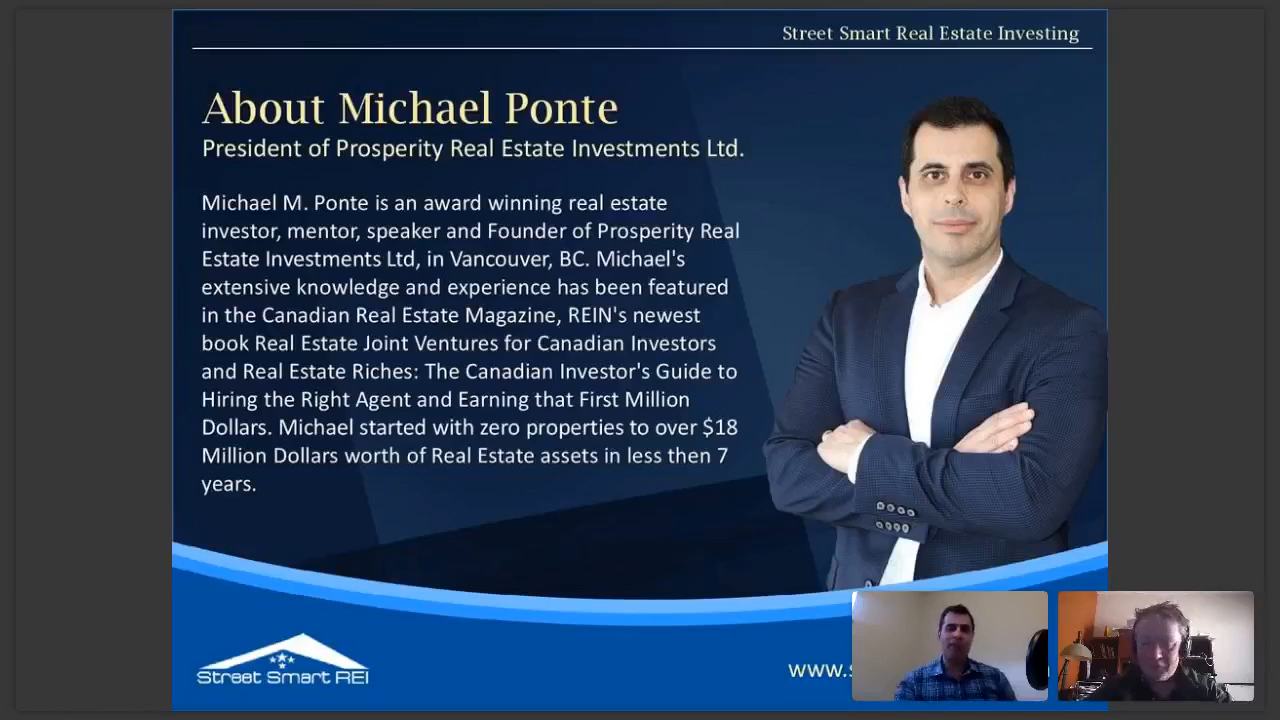 Street Smart Real Estate Investing
About Michael Ponte
President of Prosperity Real Estate Investments Ltd.
Michael M. Ponte is an award winning real estate
investor, mentor, speaker and Founder of Prosperity Real
Estate Investments Ltd, in Vancouver, BC. Michael's
extensive knowledge and experience has been featured
in the Canadian Real Estate Magazine, REIN's newest
book Real Estate Joint Ventures for Canadian Investors
and Real Estate Riches: The Canadian Investor's Guide to
Hiring the Right Agent and Earning that First Million
Dollars. Michael started with zero properties to over $18
Million Dollars worth of Real Estate assets in less then 7
years.
Street Smart REI
www.s